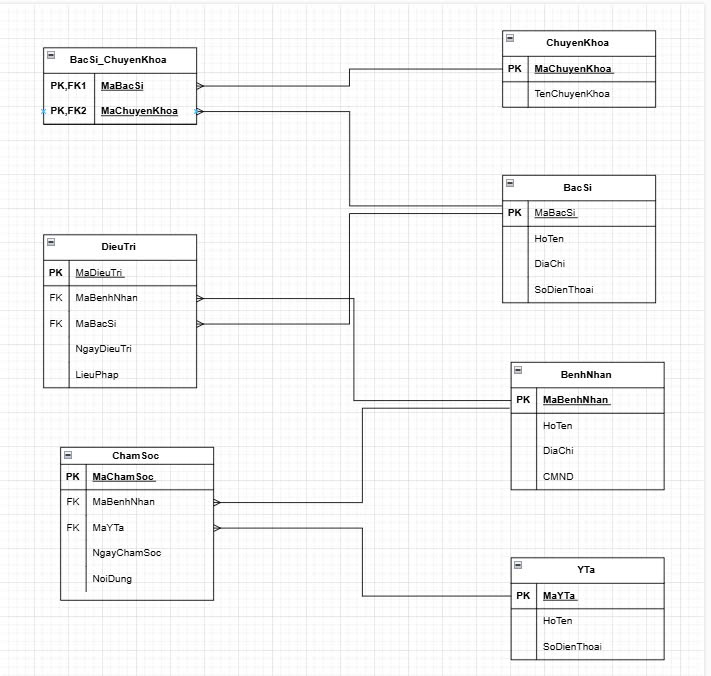 BacSi_ChuyenKhoa
PK,FK1 MaBacSi
PK,FK2 MaChuyenKhoa
ChuyenKhoa
PK MaChuyenKhoa
TenChuyenKhoa
BacSi
PK MaBacSi
HoTen
DiaChi
SoDienThoai
DieuTri
PK MaDieuTri
FK MaBenhNhan
FK MaBacSi
NgayDieuTri
LieuPhap
BenhNhan
PK MaBenhNhan
HoTen
DiaChi
CMND
ChamSoc
PK MaChamSoc
FK MaBenhNhan
FK MaYTa
NgayChamSoc
NoiDung
YTa
PK MaYTa
HoTen
SoDienThoai